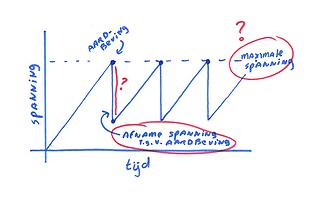 ?
AARD-
BEVING
MAXIMALE
SPANNING
?
SPANNING
AFNAME SPANNING
T.G.V. AARDBEVING
tijd